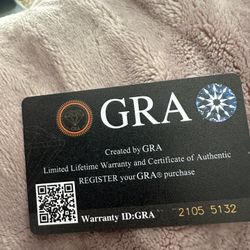 GRA
Created by GRA
Limited Lifetime Warranty and Certificate of Authentic
REGISTER your GRA® purchase
Warranty ID:GRA 2105 5132